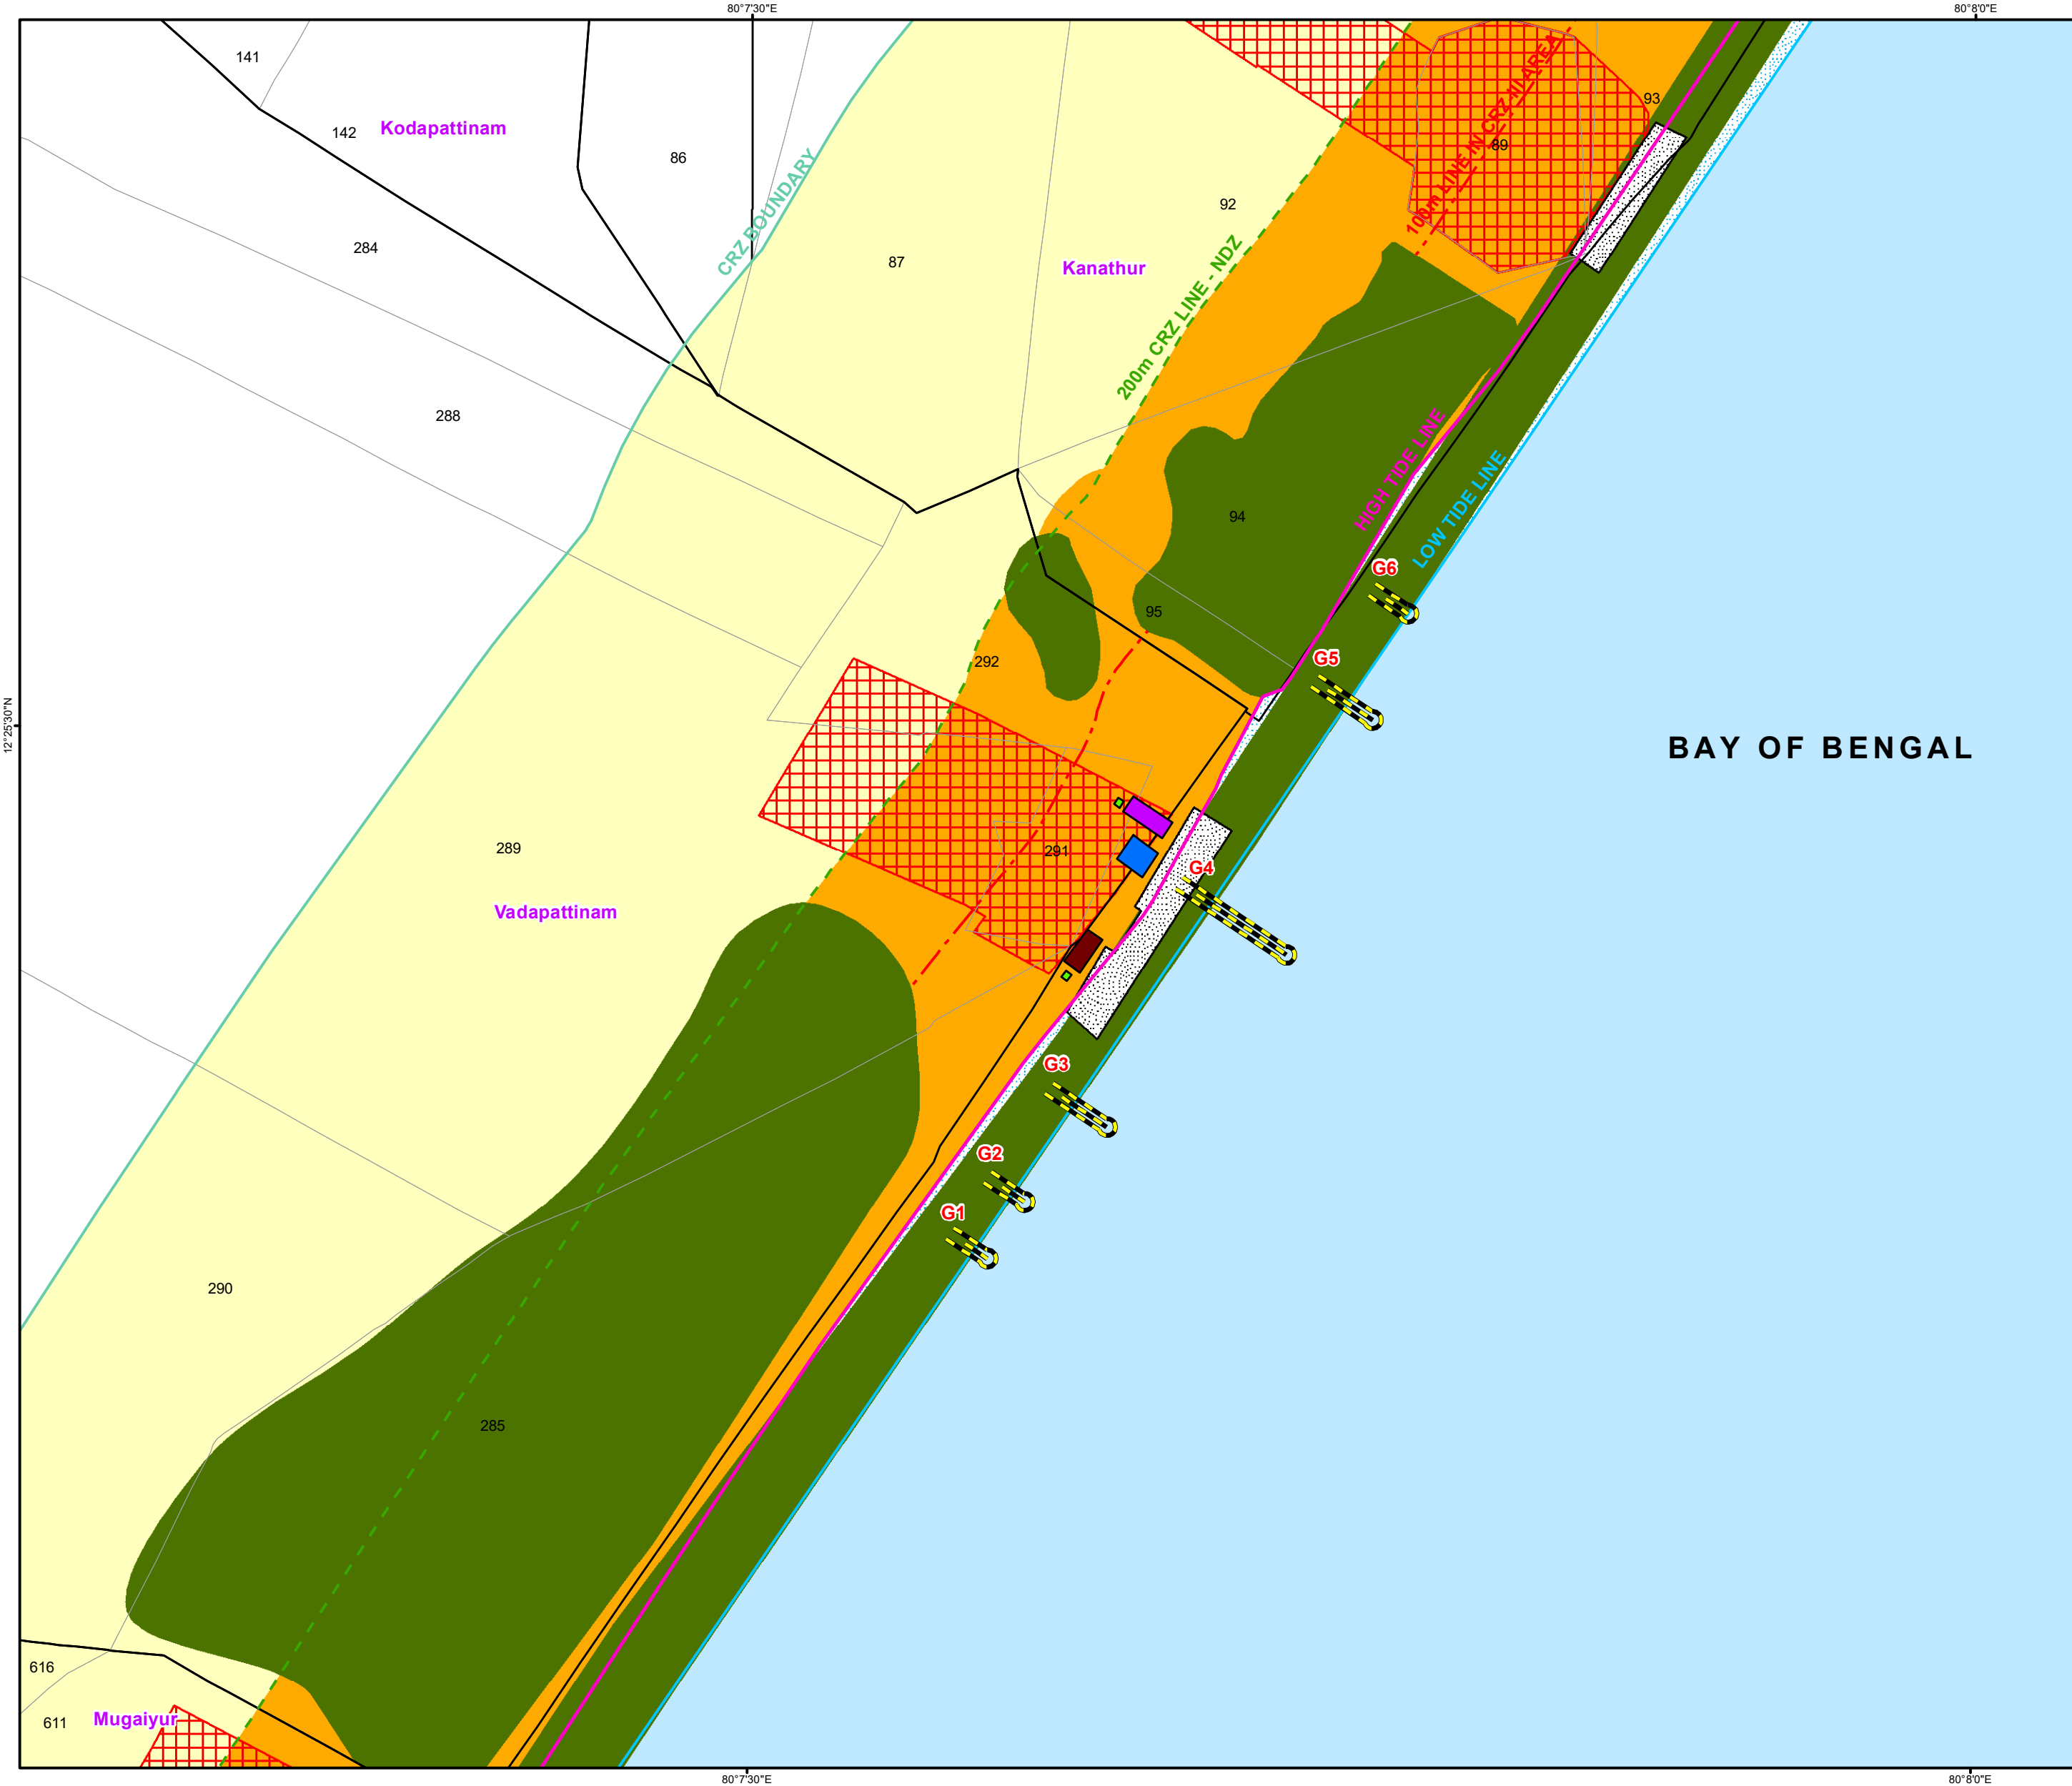 80°7'30"E
80°8'0"E
141
93
142
Kodapattinam
86
89
100m LINE IN CRZ-III AREA
CRZ BOUNDARY
92
284
87
Kanathur
200m CRZ LINE - NDZ
288
HIGH TIDE LINE
LOW TIDE LINE
94
G6
95
292
G5
12°25'30"N
BAY OF BENGAL
289
291
G4
Vadapattinam
G3
G2
G1
290
285
616
611
Mugaiyur
80°7'30"E
80°8'0"E